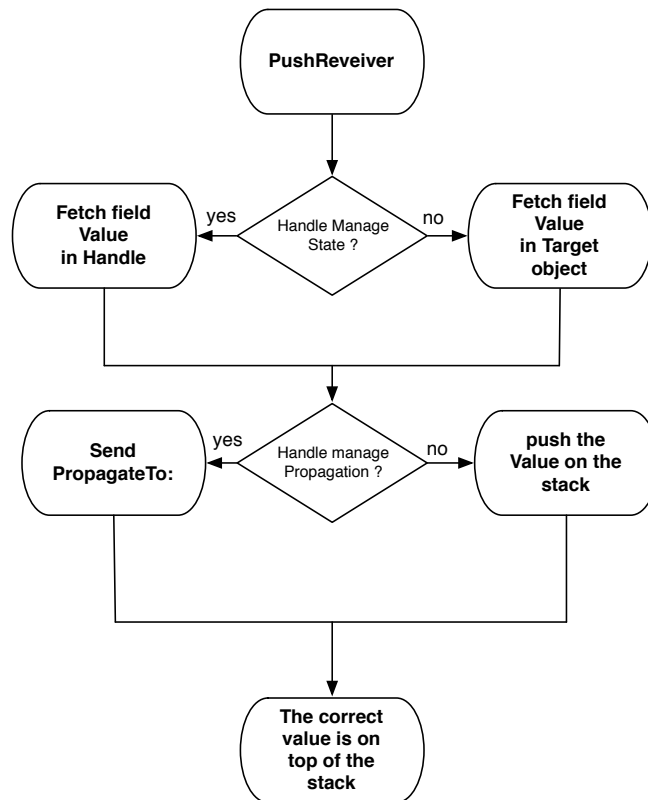 PushReveiver
Fetch field
Value
in Handle
yes
Handle Manage
State ?
no
Fetch field
Value
in Target
object
Send
PropagateTo:
yes
Handle manage
Propagation ?
no
push the
Value on the
stack
The correct
value is on
top of the
stack